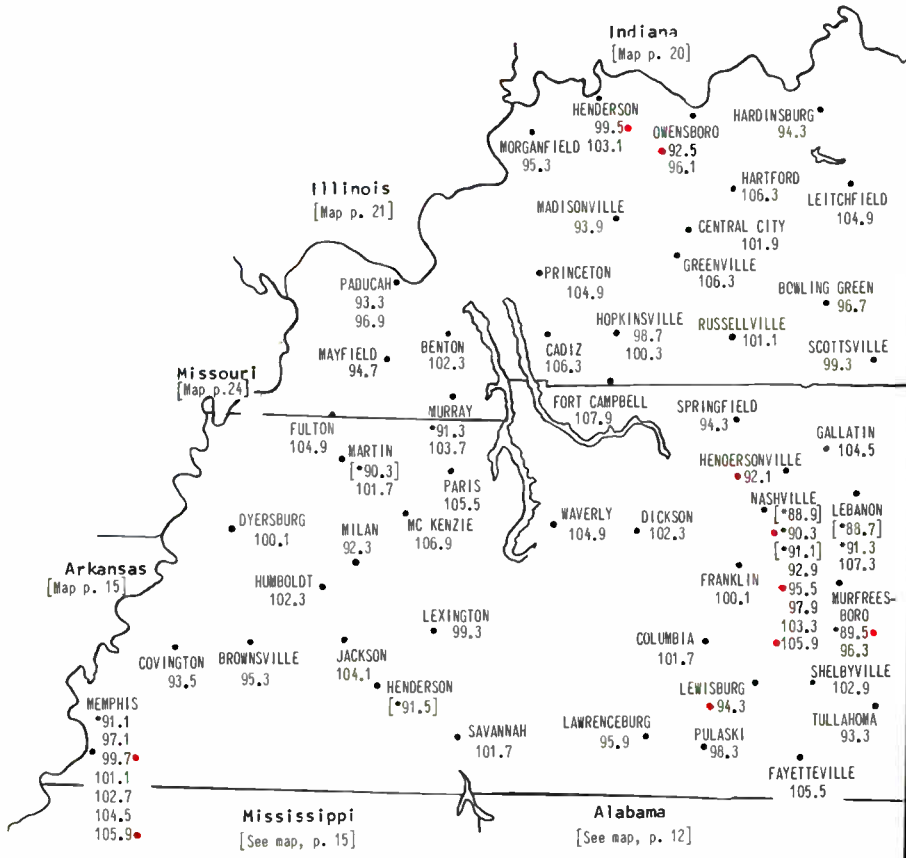 Indiana
[Map p. 20]
HENDERSON
99.5
103.1
OWENSBORO
*92.5
96.1
HARDINSBURG
94.3
MORGANFIELD
95.3
Illinois
[Map p. 21]
HARTFORD
106.3
LEITCHFIELD
104.9
MADISONVILLE
93.9
CENTRAL CITY
101.9
GREENVILLE
106.3
PRINCETON
104.9
PADUCAH
93.3
96.9
BOWLING GREEN
96.7
HOPKINSVILLE
98.7
100.3
RUSSELLVILLE
101.1
BENTON
102.3
CADIZ
106.3
MAYFIELD
94.7
SCOTTSVILLE
99.3
Missouri
[Map p.24]
MURRAY
*91.3
103.7
FORT CAMPBELL
107.9
SPRINGFIELD
94.3
FULTON
104.9
GALLATIN
104.5
MARTIN
[*90.3]
101.7
HENDERSONVILLE
92.1
PARIS
105.5
NASHVILLE
[*88.9]
*90.3
[*91.1]
92.9
95.5
97.9
103.3
105.9
LEBANON
[*88.7]
*91.3
107.3
DYERSBURG
100.1
MILAN
92.3
MC KENZIE
106.9
WAVERLY
104.9
DICKSON
102.3
Arkansas
[Map p. 15]
HUMBOLDT
102.3
FRANKLIN
100.1
MURFREES-
BORO
*89.5
96.3
LEXINGTON
99.3
COLUMBIA
101.7
COVINGTON
93.5
BROWNSVILLE
95.3
JACKSON
104.1
HENDERSON
[*91.5]
LEWISBURG
94.3
SHELBYVILLE
102.9
TULLAHOMA
93.3
MEMPHIS
*91.1
97.1
99.7
101.1
102.7
104.5
105.9
SAVANNAH
101.7
LAWRENCEBURG
95.9
PULASKI
98.3
FAYETTEVILLE
105.5
Mississippi
[See map, p. 15]
Alabama
[See map, p. 12]